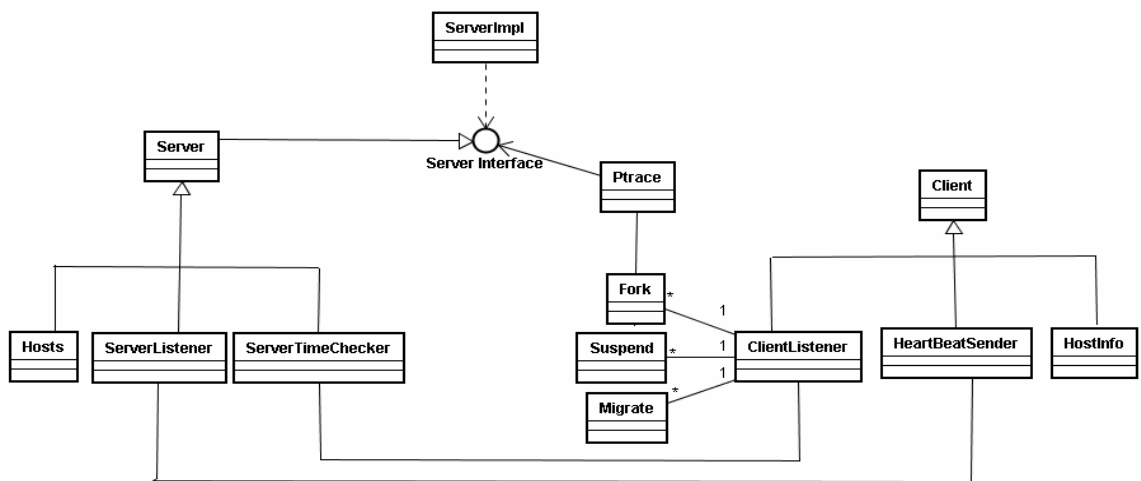 ServerImpl
Server
Server Interface
Ptrace
Client
Fork
*
1
Hosts
ServerListener
ServerTimeChecker
Suspend
*
1
ClientListener
HeartBeatSender
HostInfo
1
*
Migrate